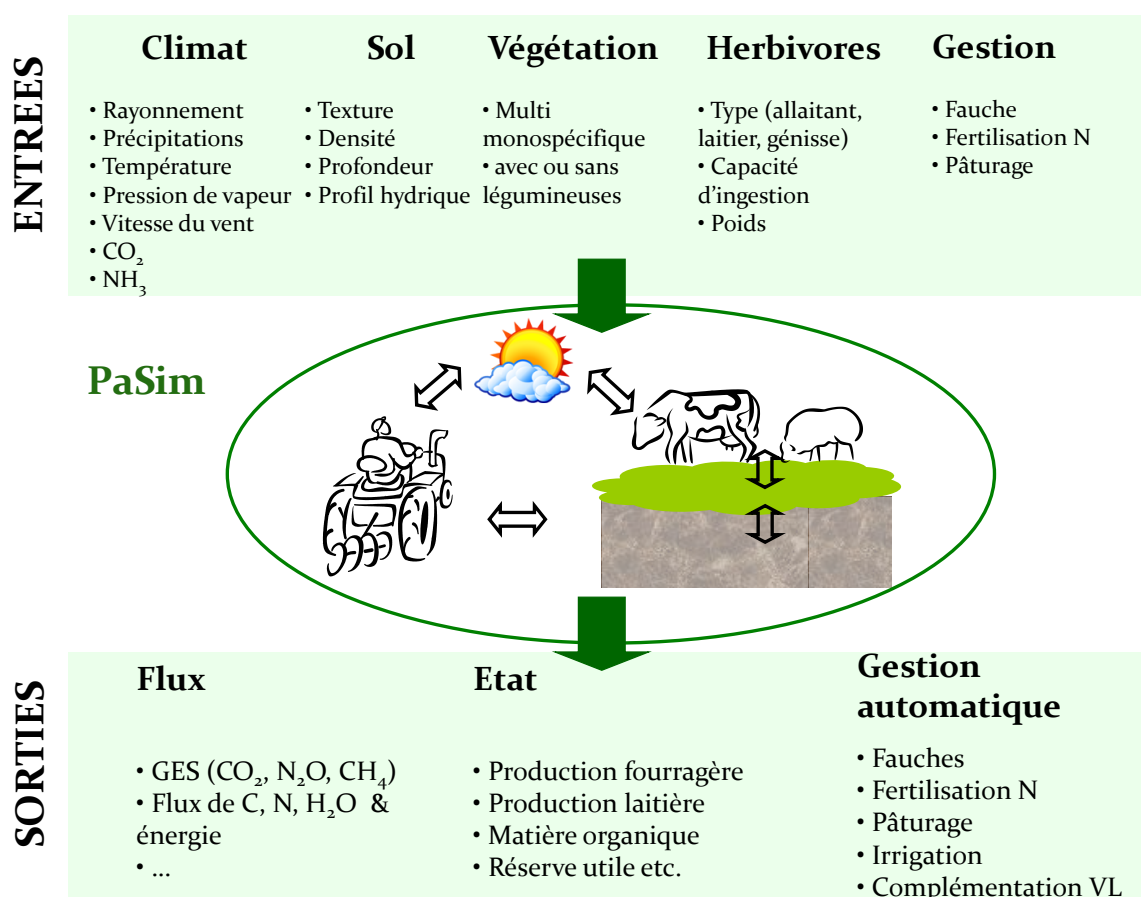 ENTREES
Climat
• Rayonnement
• Précipitations
• Température
• Pression de vapeur
• Vitesse du vent
• CO₂
• NH₃
Sol
• Texture
• Densité
• Profondeur
• Profil hydrique
Végétation
• Multi
monospécifique
• avec ou sans
légumineuses
Herbivores
• Type (allaitant,
laitier, génisse)
• Capacité
d'ingestion
• Poids
Gestion
• Fauche
• Fertilisation N
• Pâturage
PaSim
SORTIES
Flux
• GES (CO₂, N₂O, CH₄)
• Flux de C, N, H₂O &
énergie
• ...
Etat
• Production fourragère
• Production laitière
• Matière organique
• Réserve utile etc.
Gestion
automatique
• Fauches
• Fertilisation N
• Pâturage
• Irrigation
• Complémentation VL